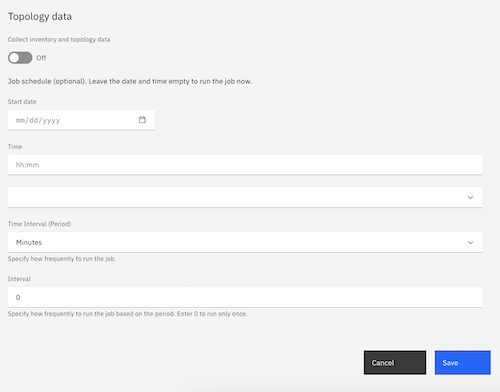 Topology data
Collect inventory and topology data
Off
Job schedule (optional). Leave the date and time empty to run the job now.
Start date
mm/dd/yyyy
Time
hh:mm
Time Interval (Period)
Minutes
Specify how frequently to run the job.
Interval
0
Specify how frequently to run the job based on the period. Enter 0 to run only once.
Cancel
Save